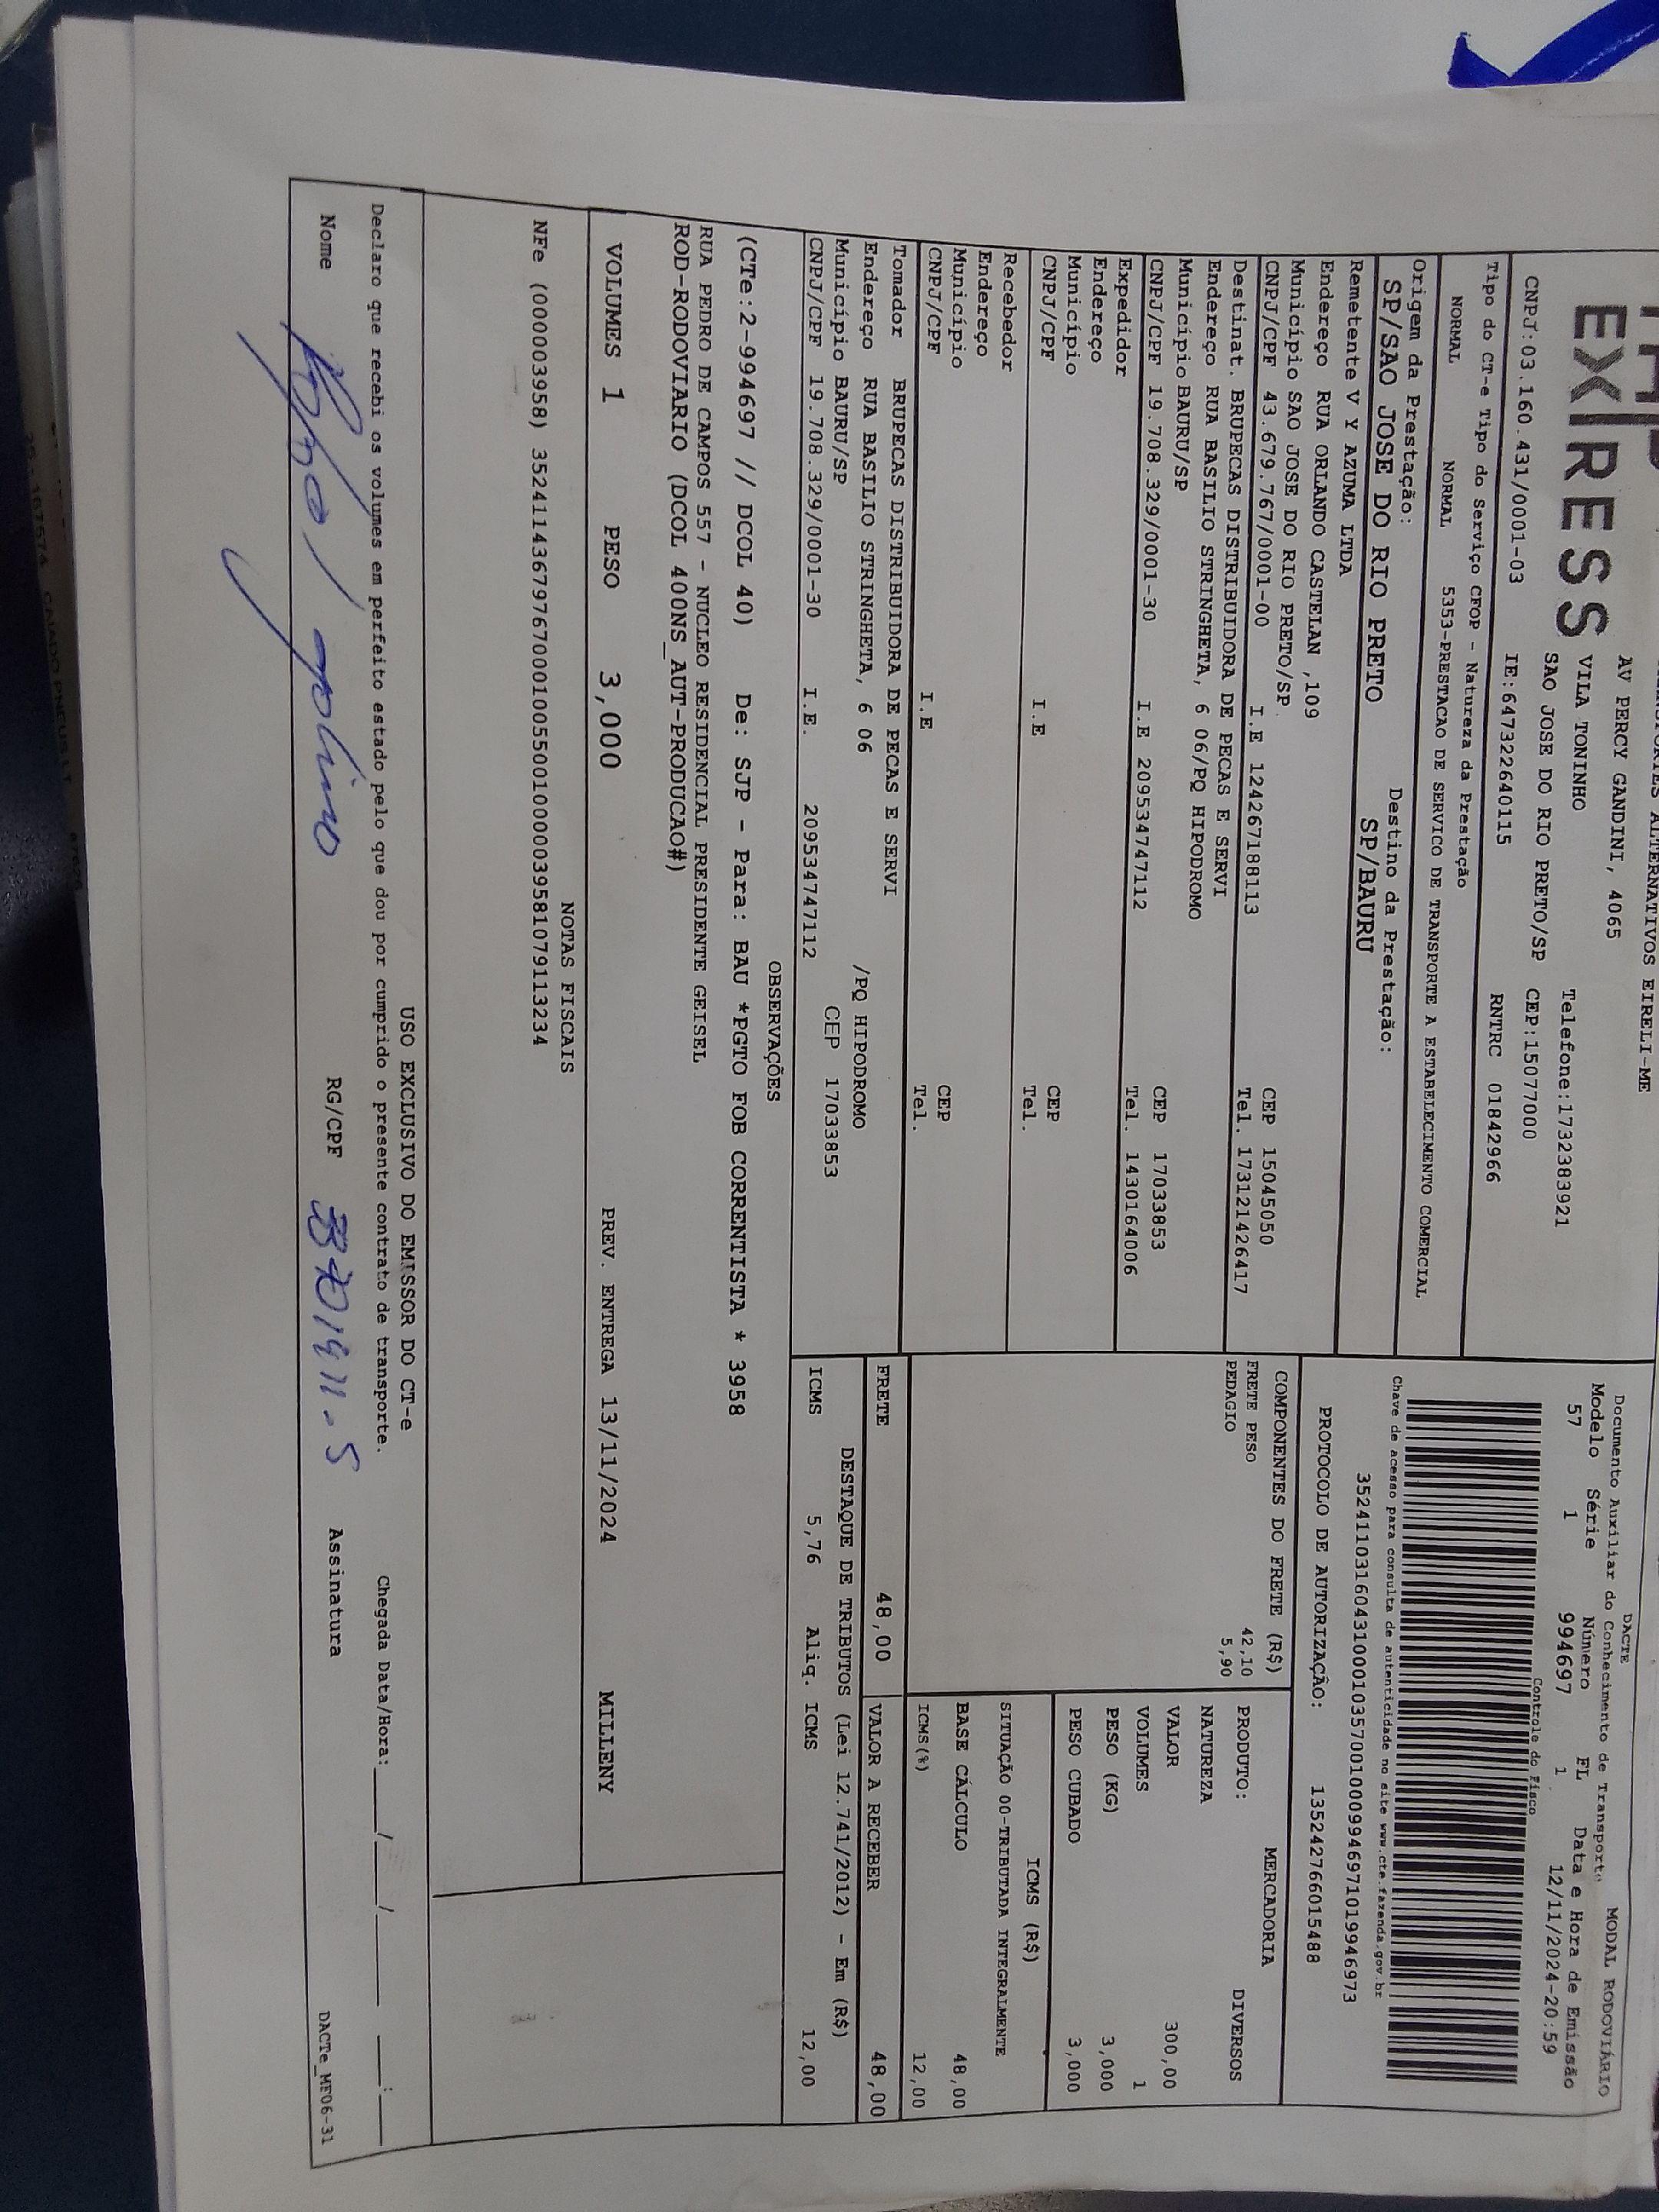 EXPRESS
TRANSPORTES ALTERNATIVOS EIRELI-ME
AV PERCY GANDINI, 4065
VILA TONINHO Telefone:1732383921
SAO JOSE DO RIO PRETO/SP CEP:15077000
CNPJ:03.160.431/0001-03 IE:647322640115 RNTRC 01842966
Tipo do CT-e Tipo do Serviço CFOP - Natureza da Prestação
NORMAL NORMAL 5353-PRESTACAO DE SERVICO DE TRANSPORTE A ESTABELECIMENTO COMERCIAL
Origem da Prestação: Destino da Prestação:
SP/SAO JOSE DO RIO PRETO SP/BAURU
Remetente V Y AZUMA LTDA
Endereço RUA ORLANDO CASTELAN ,109
Município SAO JOSE DO RIO PRETO/SP CEP 15045050
CNPJ/CPF 43.679.767/0001-00 I.E 124267188113 Tel. 173121426417
Destinat. BRUPECAS DISTRIBUIDORA DE PECAS E SERVI
Endereço RUA BASILIO STRINGHETA, 6 06/PQ HIPODROMO
Município BAURU/SP CEP 17033853
CNPJ/CPF 19.708.329/0001-30 I.E 209534747112 Tel. 1430164006
Expedidor
Endereço
Município CEP
CNPJ/CPF I.E Tel.
Recebedor
Endereço
Município CEP
CNPJ/CPF I.E Tel.
Tomador BRUPECAS DISTRIBUIDORA DE PECAS E SERVI
Endereço RUA BASILIO STRINGHETA, 6 06 /PQ HIPODROMO
Município BAURU/SP CEP 17033853
CNPJ/CPF 19.708.329/0001-30 I.E. 209534747112
DACTE MODAL RODOVIÁRIO
Documento Auxiliar do Conhecimento de Transporte
Modelo Série Número FL Data e Hora de Emissão
57 1 994697 1 12/11/2024-20:59
Controle do Fisco
Chave de acesso para consulta de autenticidade no site www.cte.fazenda.gov.br
35241103160431000103570010009946971019946973
PROTOCOLO DE AUTORIZAÇÃO: 135242766015488
COMPONENTES DO FRETE (R$)
FRETE PESO 42,10
PEDAGIO 5,90
MERCADORIA
PRODUTO: DIVERSOS
NATUREZA
VALOR 300,00
VOLUMES 1
PESO (KG) 3,000
PESO CUBADO 3,000
ICMS (R$)
SITUAÇÃO 00-TRIBUTADA INTEGRALMENTE
BASE CÁLCULO 48,00
ICMS(%) 12,00
FRETE 48,00 VALOR A RECEBER 48,00
DESTAQUE DE TRIBUTOS (Lei 12.741/2012) - Em (R$)
ICMS 5,76 Aliq. ICMS 12,00
OBSERVAÇÕES
(CTe:2-994697 // DCOL 40) De: SJP - Para: BAU *PGTO FOB CORRENTISTA * 3958
RUA PEDRO DE CAMPOS 557 - NUCLEO RESIDENCIAL PRESIDENTE GEISEL
ROD-RODOVIARIO (DCOL 400NS_AUT-PRODUCAO#)
VOLUMES 1 PESO 3,000 PREV. ENTREGA 13/11/2024 MILLENY
NOTAS FISCAIS
NFe (000003958) 35241143679767000100550010000039581079113234
USO EXCLUSIVO DO EMISSOR DO CT-e
Declaro que recebi os volumes em perfeito estado pelo que dou por cumprido o presente contrato de transporte. Chegada Data/Hora: ___/___/___ __:__
Nome RG/CPF Assinatura
DACTe_MF06-31